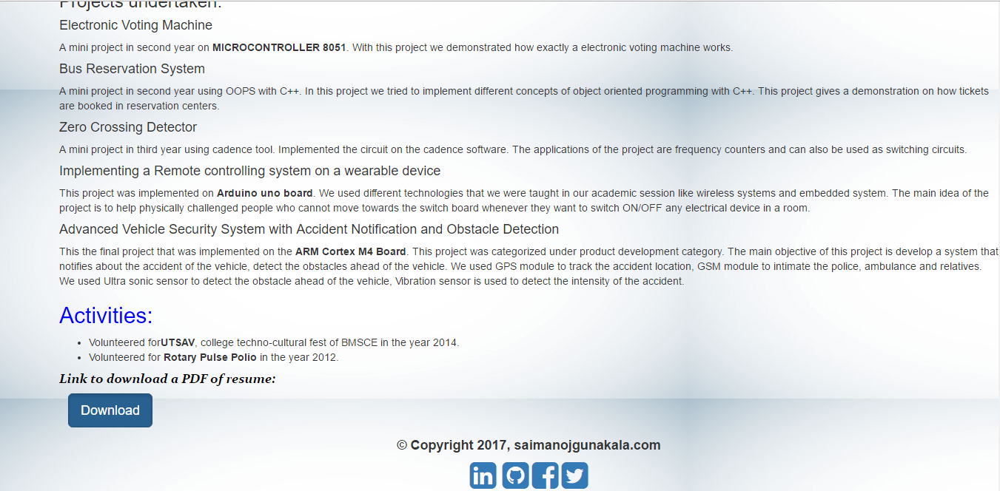 Projects undertaken:
Electronic Voting Machine
A mini project in second year on MICROCONTROLLER 8051. With this project we demonstrated how exactly a electronic voting machine works.
Bus Reservation System
A mini project in second year using OOPS with C++. In this project we tried to implement different concepts of object oriented programming with C++. This project gives a demonstration on how tickets
are booked in reservation centers.
Zero Crossing Detector
A mini project in third year using cadence tool. Implemented the circuit on the cadence software. The applications of the project are frequency counters and can also be used as switching circuits.
Implementing a Remote controlling system on a wearable device
This project was implemented on Arduino uno board. We used different technologies that we were taught in our academic session like wireless systems and embedded system. The main idea of the
project is to help physically challenged people who cannot move towards the switch board whenever they want to switch ON/OFF any electrical device in a room.
Advanced Vehicle Security System with Accident Notification and Obstacle Detection
This the final project that was implemented on the ARM Cortex M4 Board. This project was categorized under product development category. The main objective of this project is develop a system that
notifies about the accident of the vehicle, detect the obstacles ahead of the vehicle. We used GPS module to track the accident location, GSM module to intimate the police, ambulance and relatives.
We used Ultra sonic sensor to detect the obstacle ahead of the vehicle, Vibration sensor is used to detect the intensity of the accident.
Activities:
• Volunteered forUTSAV, college techno-cultural fest of BMSCE in the year 2014.
• Volunteered for Rotary Pulse Polio in the year 2012.
Link to download a PDF of resume:
Download
© Copyright 2017, saimanojgunakala.com
in